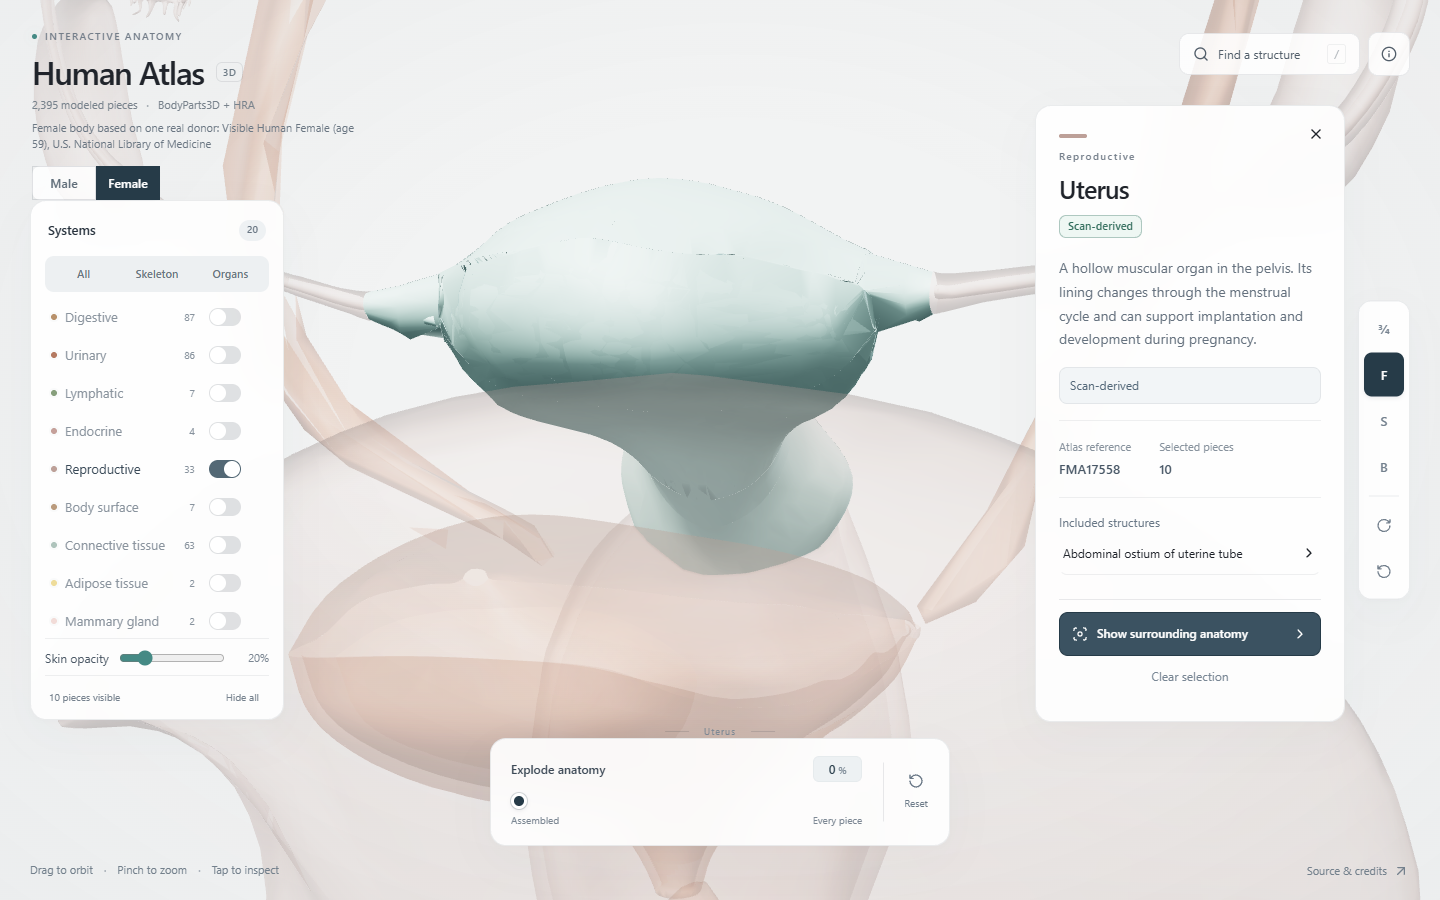 INTERACTIVE ANATOMY
Human Atlas 3D
2,395 modeled pieces · BodyParts3D + HRA
Female body based on one real donor: Visible Human Female (age
59), U.S. National Library of Medicine
Male Female
Systems 20
All Skeleton Organs
Digestive 87
Urinary 86
Lymphatic 7
Endocrine 4
Reproductive 33
Body surface 7
Connective tissue 63
Adipose tissue 2
Mammary gland 2
Skin opacity 20%
10 pieces visible Hide all
Drag to orbit · Pinch to zoom · Tap to inspect
Uterus
Explode anatomy 0 %
Assembled Every piece
Reset
Find a structure /
Reproductive
Uterus
Scan-derived
A hollow muscular organ in the pelvis. Its
lining changes through the menstrual
cycle and can support implantation and
development during pregnancy.
Scan-derived
Atlas reference Selected pieces
FMA17558 10
Included structures
Abdominal ostium of uterine tube
Show surrounding anatomy
Clear selection
¾
F
S
B
Source & credits